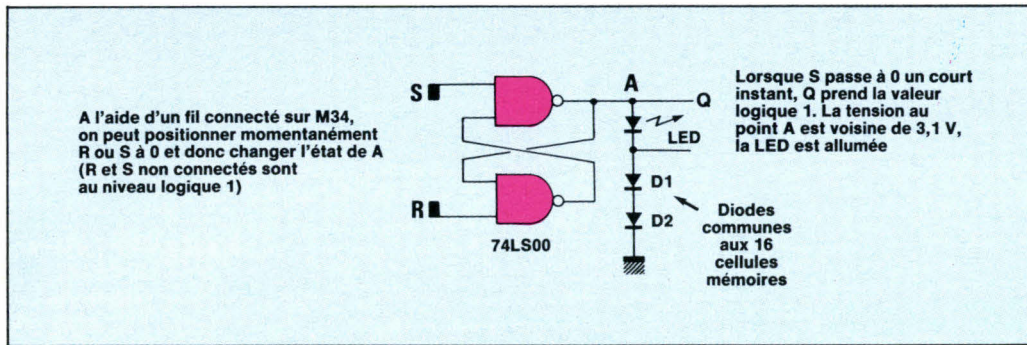 A l'aide d'un fil connecté sur M34,
on peut positionner momentanément
R ou S à 0 et donc changer l'état de A
(R et S non connectés sont
au niveau logique 1)
S
R
74LS00
A
Q
LED
D1
D2
Lorsque S passe à 0 un court
instant, Q prend la valeur
logique 1. La tension au
point A est voisine de 3,1 V,
la LED est allumée
Diodes
communes
aux 16
cellules
mémoires